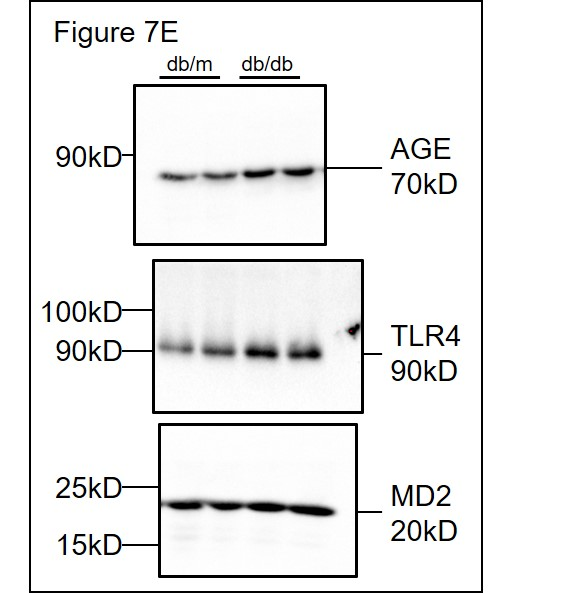 Figure 7E
db/m db/db
90kD
AGE
70kD
100kD
90kD
TLR4
90kD
25kD
15kD
MD2
20kD